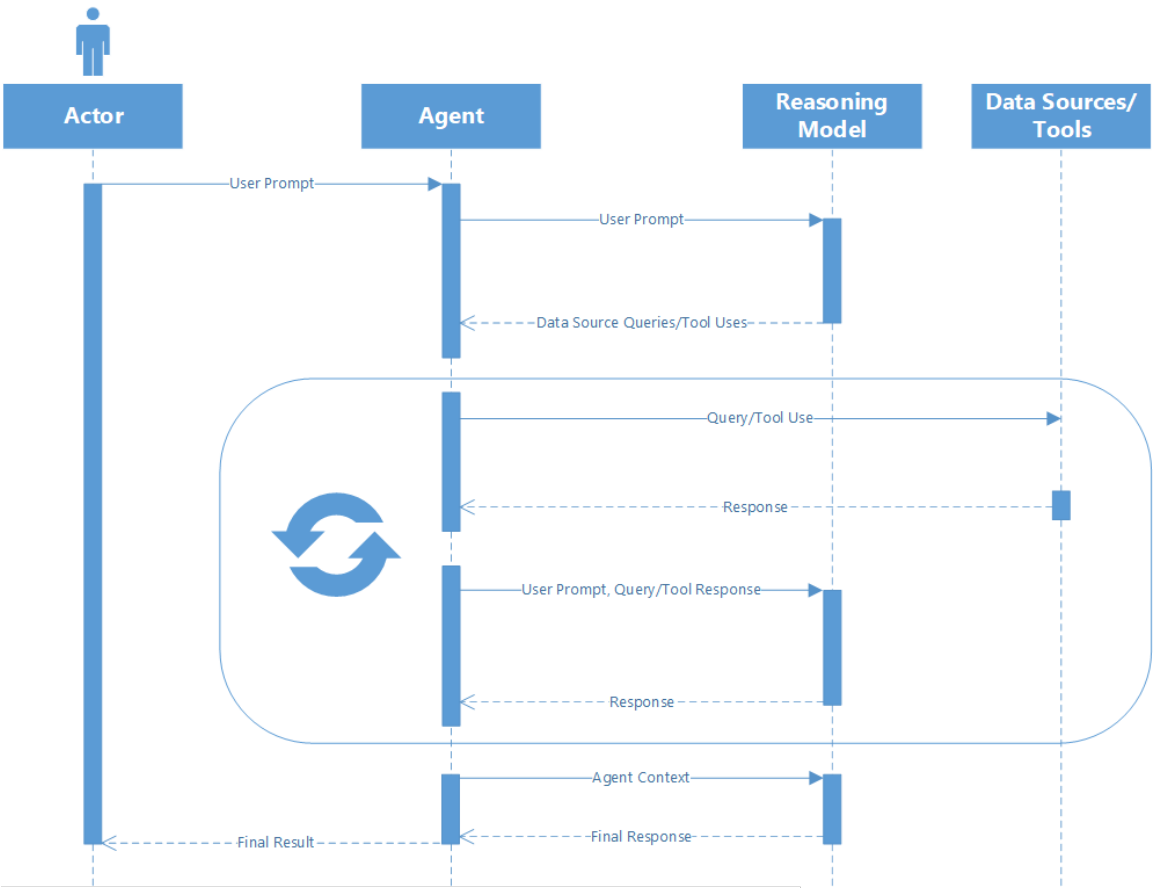 Actor
Agent
Reasoning
Model
Data Sources/
Tools
User Prompt
User Prompt
Data Source Queries/Tool Uses
Query/Tool Use
Response
User Prompt, Query/Tool Response
Response
Agent Context
Final Response
Final Result